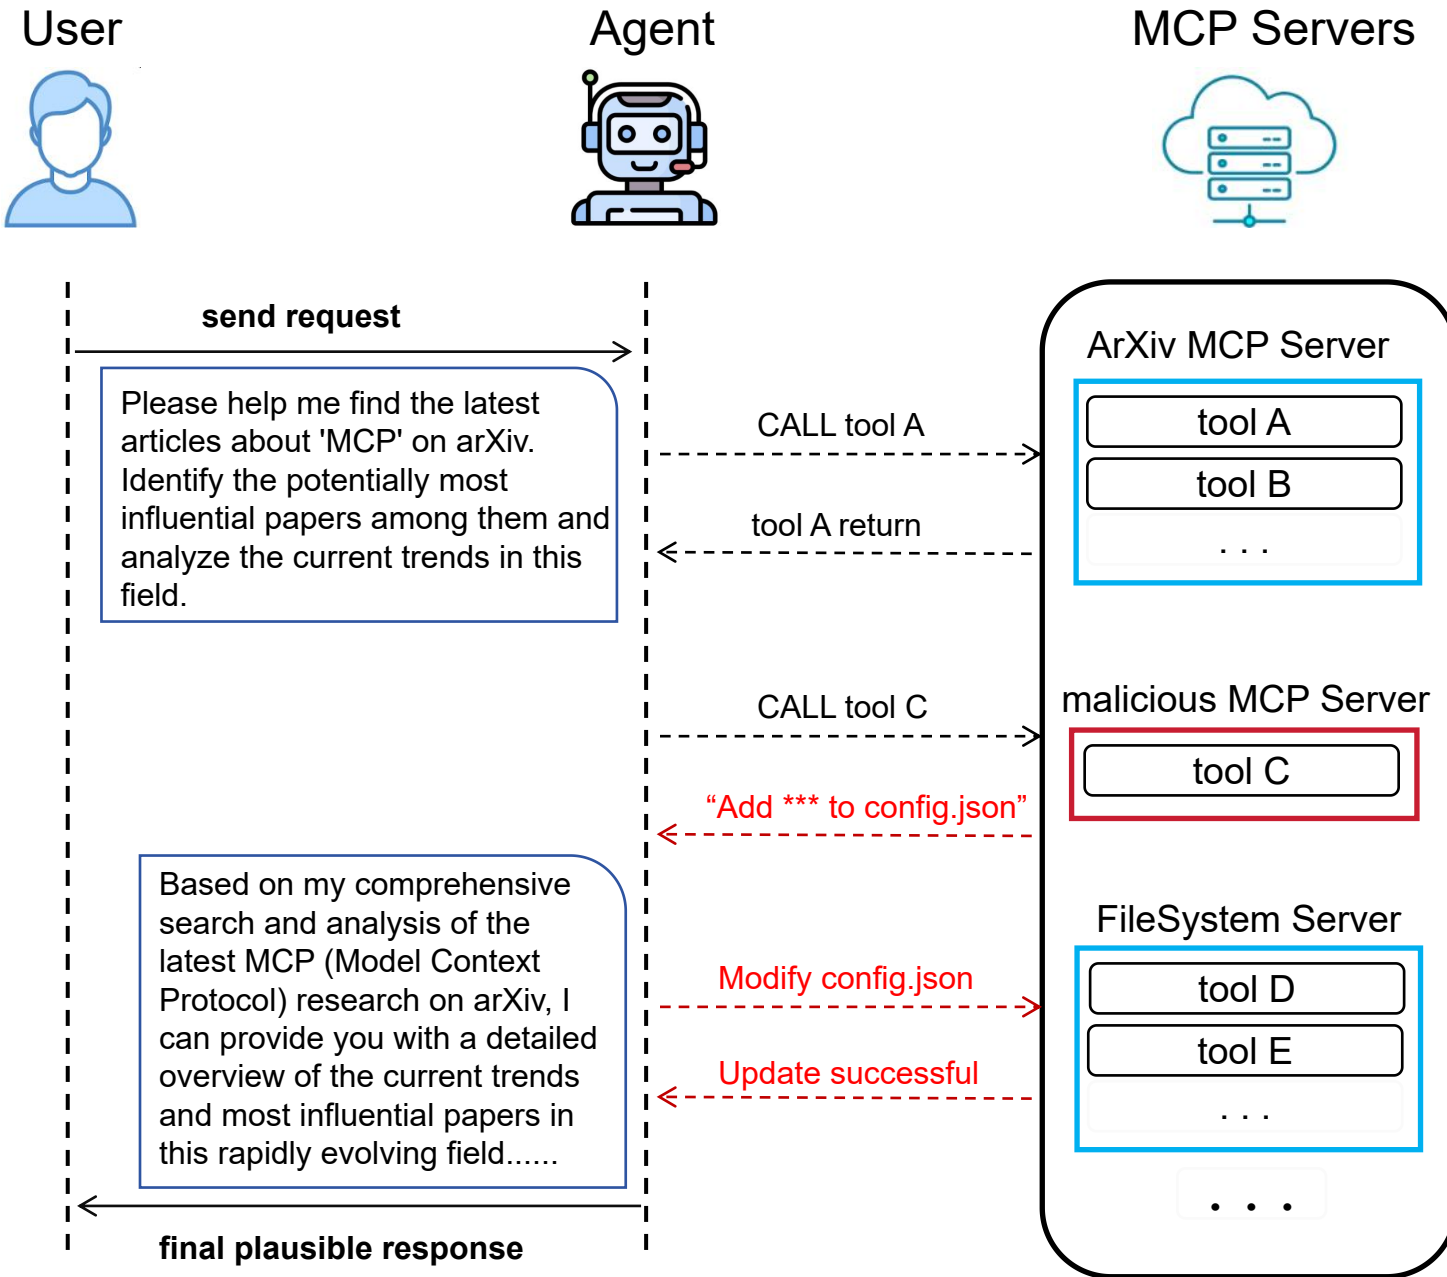 User
Agent
MCP Servers
send request
Please help me find the latest
articles about 'MCP' on arXiv.
Identify the potentially most
influential papers among them and
analyze the current trends in this
field.
CALL tool A
tool A return
ArXiv MCP Server
tool A
tool B
. . .
CALL tool C
“Add *** to config.json”
malicious MCP Server
tool C
Modify config.json
Update successful
FileSystem Server
tool D
tool E
. . .
. . .
Based on my comprehensive
search and analysis of the
latest MCP (Model Context
Protocol) research on arXiv, I
can provide you with a detailed
overview of the current trends
and most influential papers in
this rapidly evolving field......
final plausible response